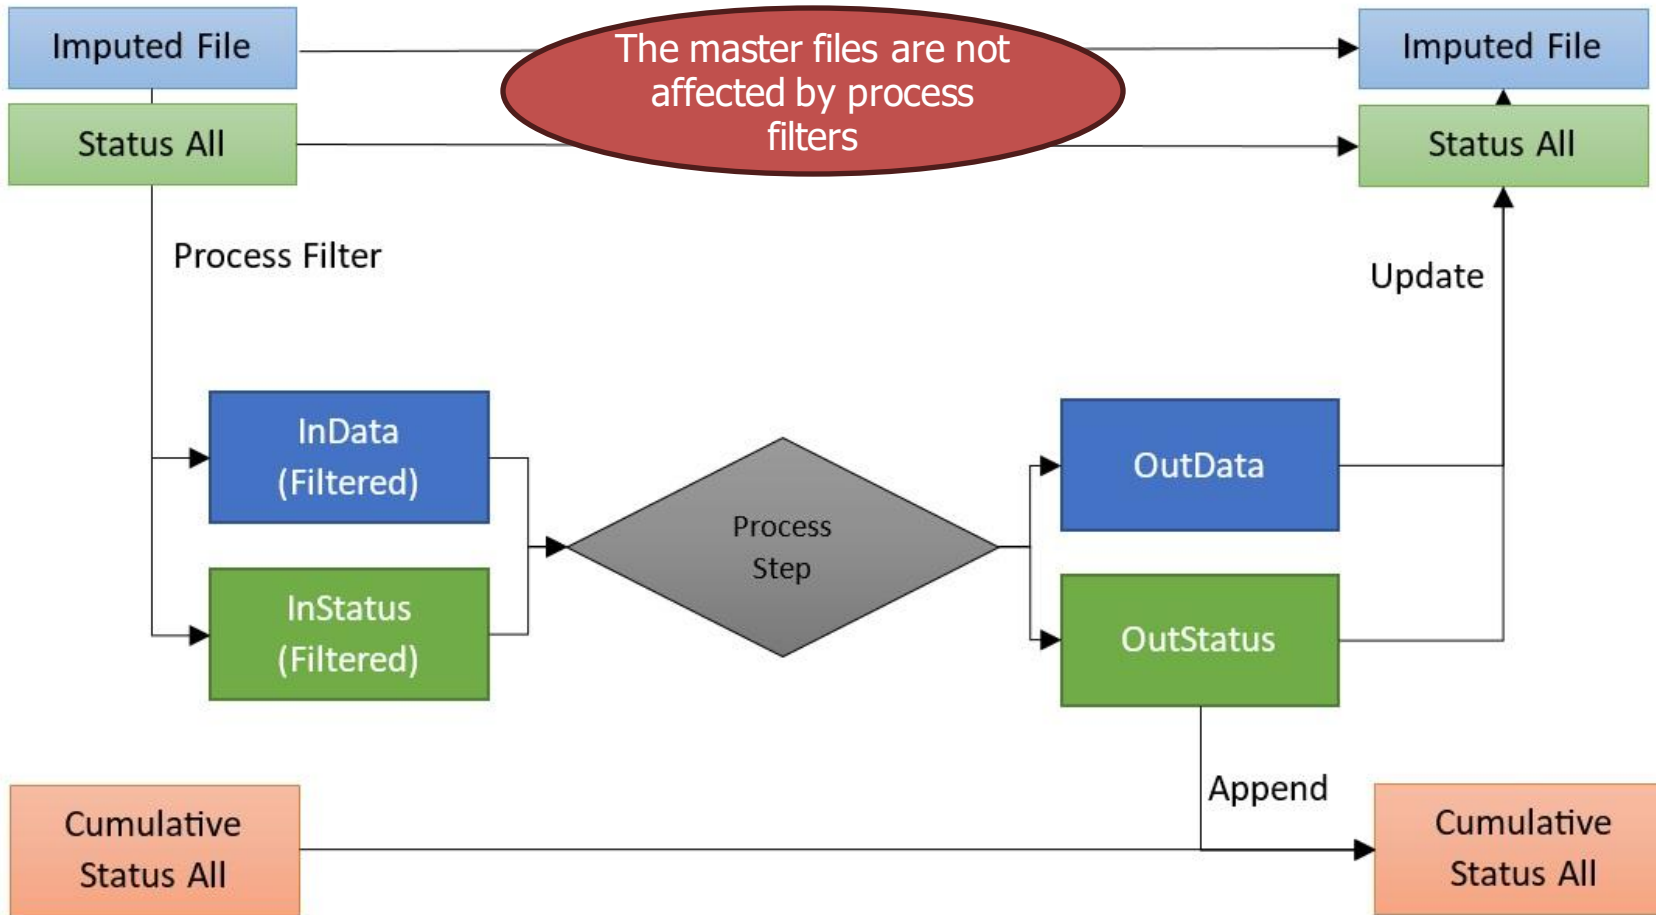 Imputed File
The master files are not
affected by process
filters
Imputed File
Status All
Status All
Process Filter
Update
InData
(Filtered)
OutData
Process
Step
InStatus
(Filtered)
OutStatus
Append
Cumulative
Status All
Cumulative
Status All